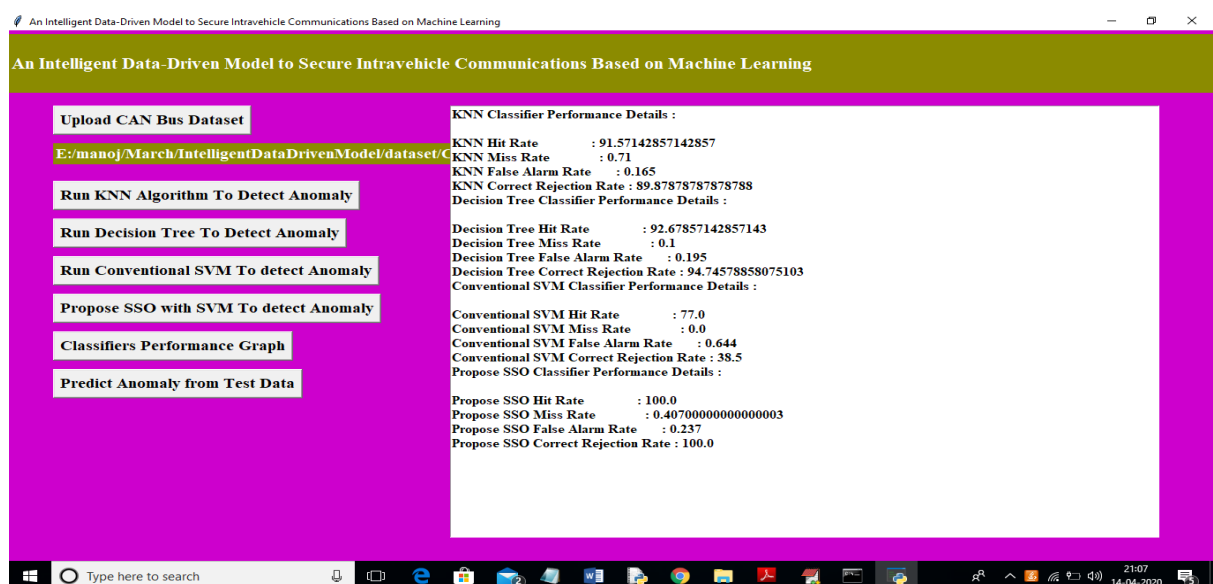 An Intelligent Data-Driven Model to Secure Intravehicle Communications Based on Machine Learning
An Intelligent Data-Driven Model to Secure Intravehicle Communications Based on Machine Learning
Upload CAN Bus Dataset
E:/manoj/March/IntelligentDataDrivenModel/dataset/C
Run KNN Algorithm To Detect Anomaly
Run Decision Tree To Detect Anomaly
Run Conventional SVM To detect Anomaly
Propose SSO with SVM To detect Anomaly
Classifiers Performance Graph
Predict Anomaly from Test Data
KNN Classifier Performance Details :
KNN Hit Rate : 91.57142857142857
KNN Miss Rate : 0.71
KNN False Alarm Rate : 0.165
KNN Correct Rejection Rate : 89.87878787878788
Decision Tree Classifier Performance Details :
Decision Tree Hit Rate : 92.67857142857143
Decision Tree Miss Rate : 0.1
Decision Tree False Alarm Rate : 0.195
Decision Tree Correct Rejection Rate : 94.74578858075103
Conventional SVM Classifier Performance Details :
Conventional SVM Hit Rate : 77.0
Conventional SVM Miss Rate : 0.0
Conventional SVM False Alarm Rate : 0.644
Conventional SVM Correct Rejection Rate : 38.5
Propose SSO Classifier Performance Details :
Propose SSO Hit Rate : 100.0
Propose SSO Miss Rate : 0.40700000000000003
Propose SSO False Alarm Rate : 0.237
Propose SSO Correct Rejection Rate : 100.0
Type here to search
21:07
14-04-2020